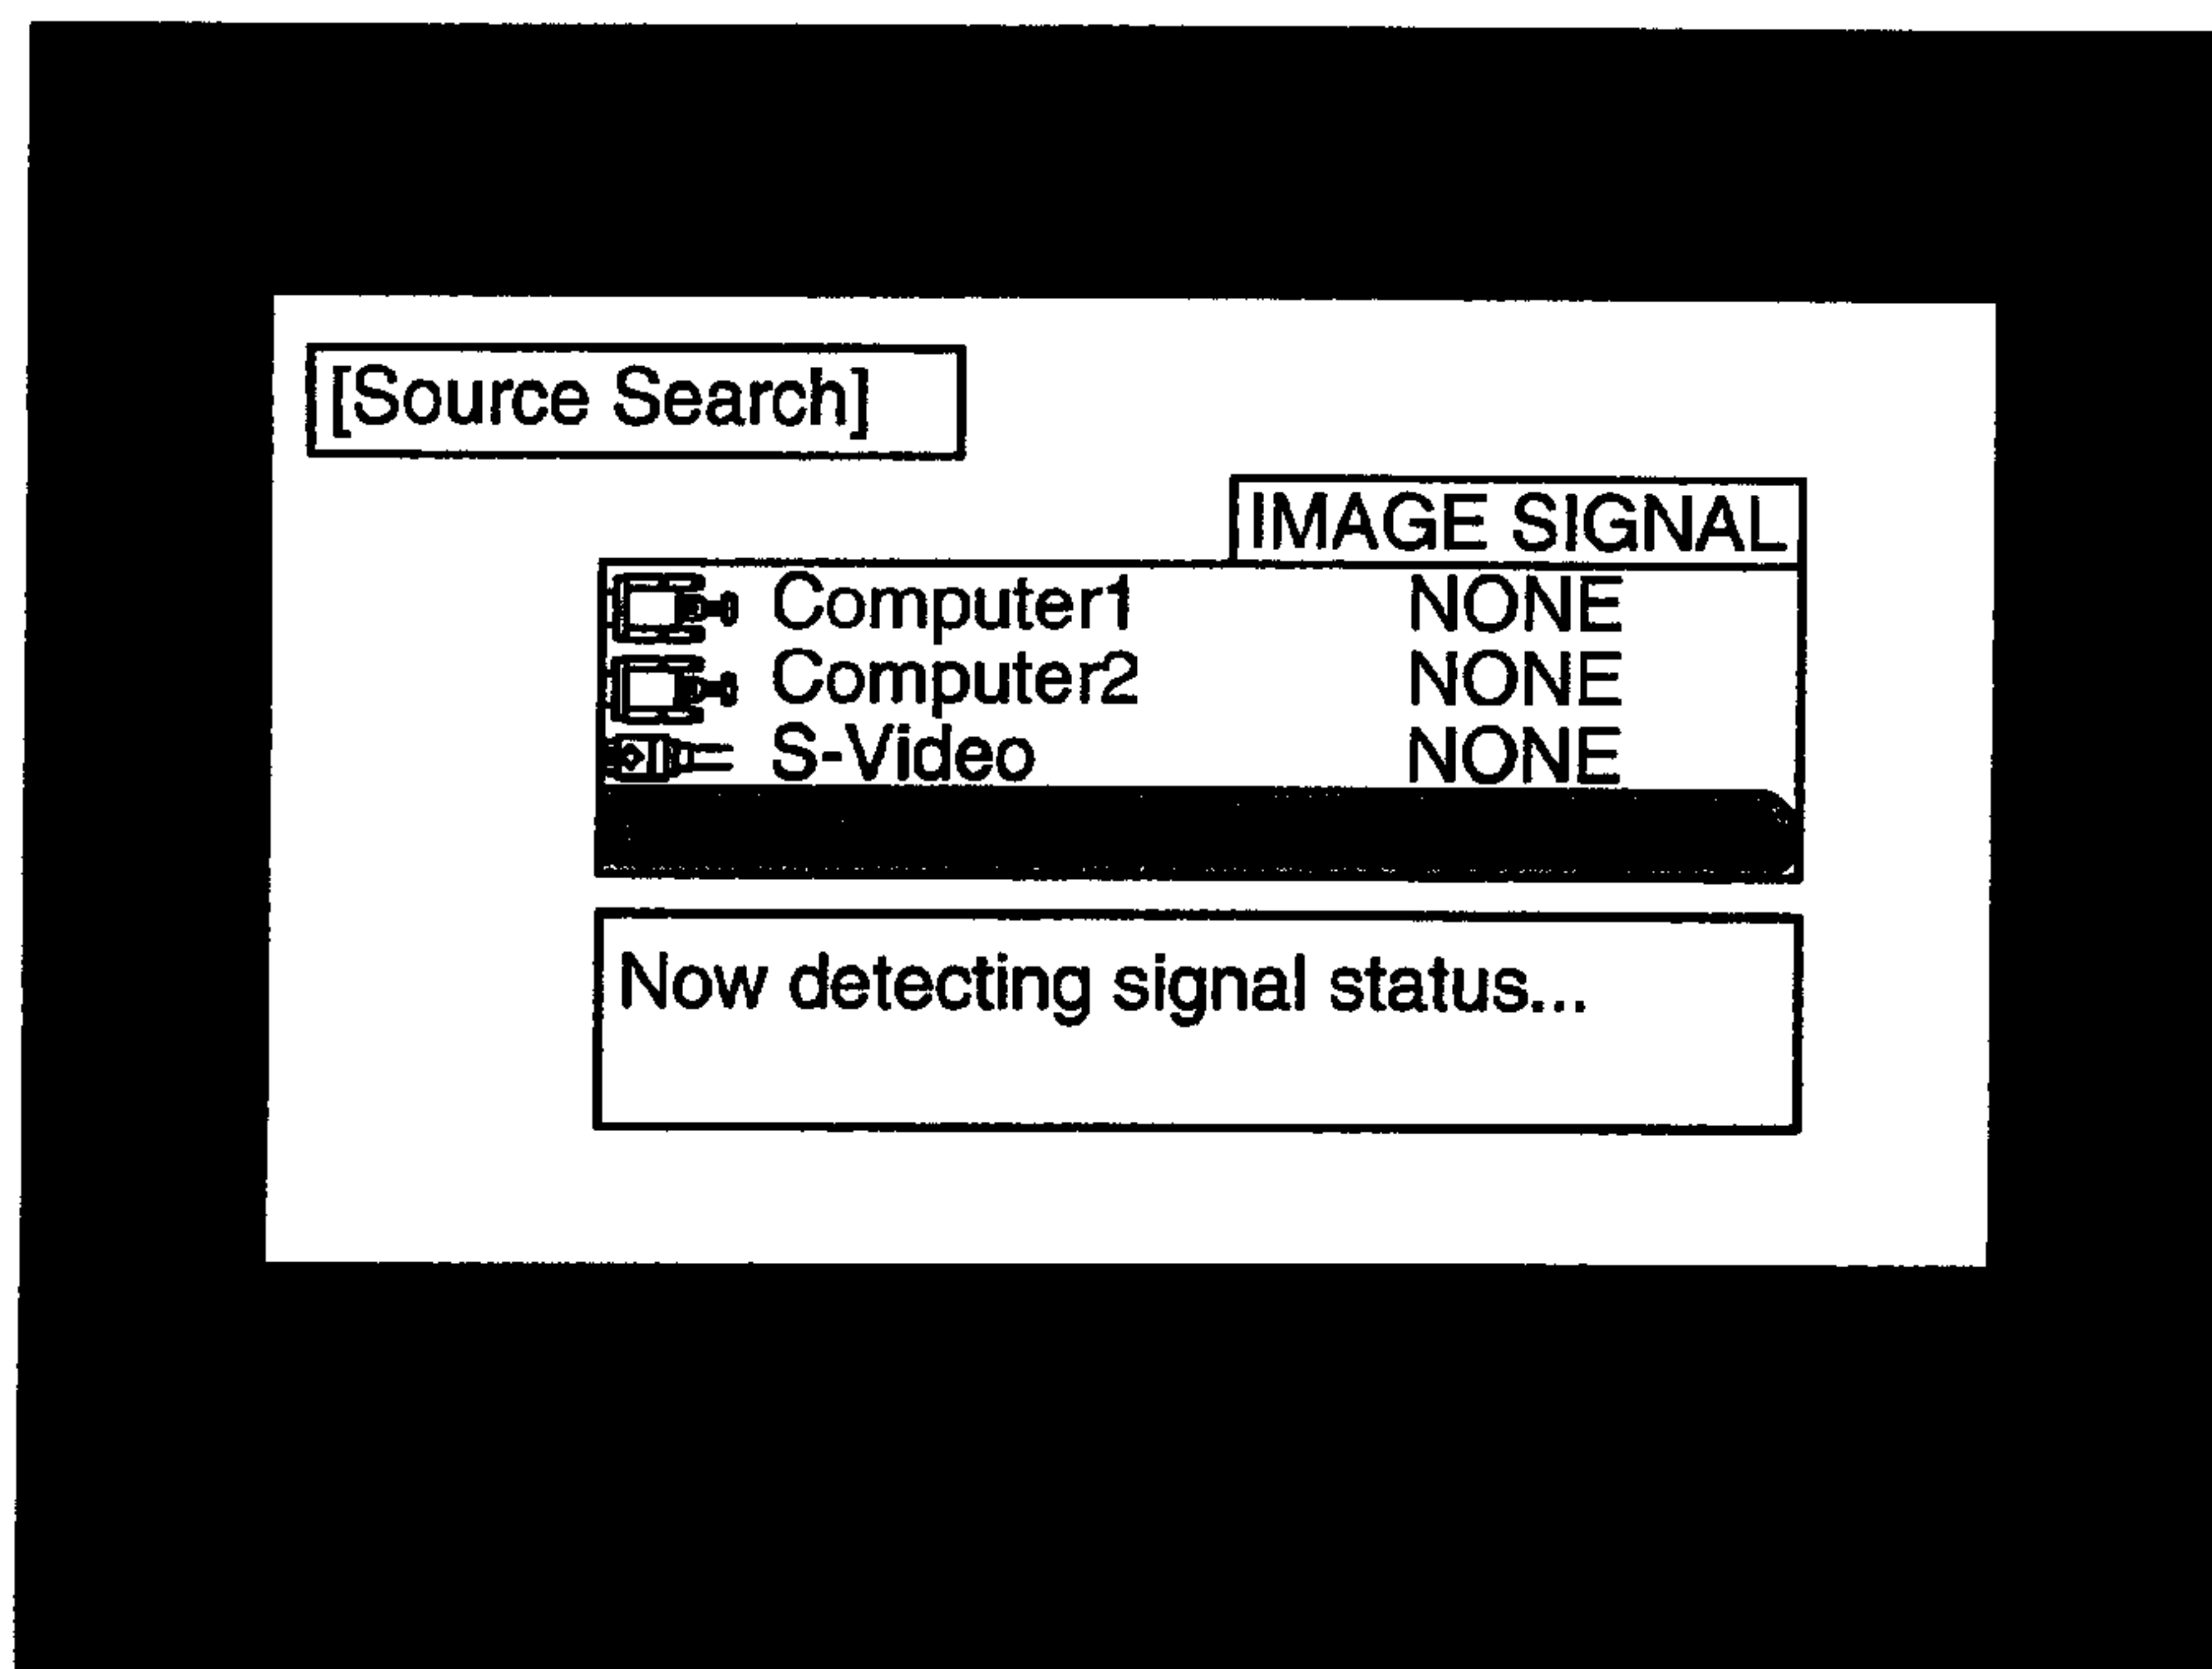 [Source Search]
IMAGE SIGNAL
Computer1 NONE
Computer2 NONE
S-Video NONE
Now detecting signal status...